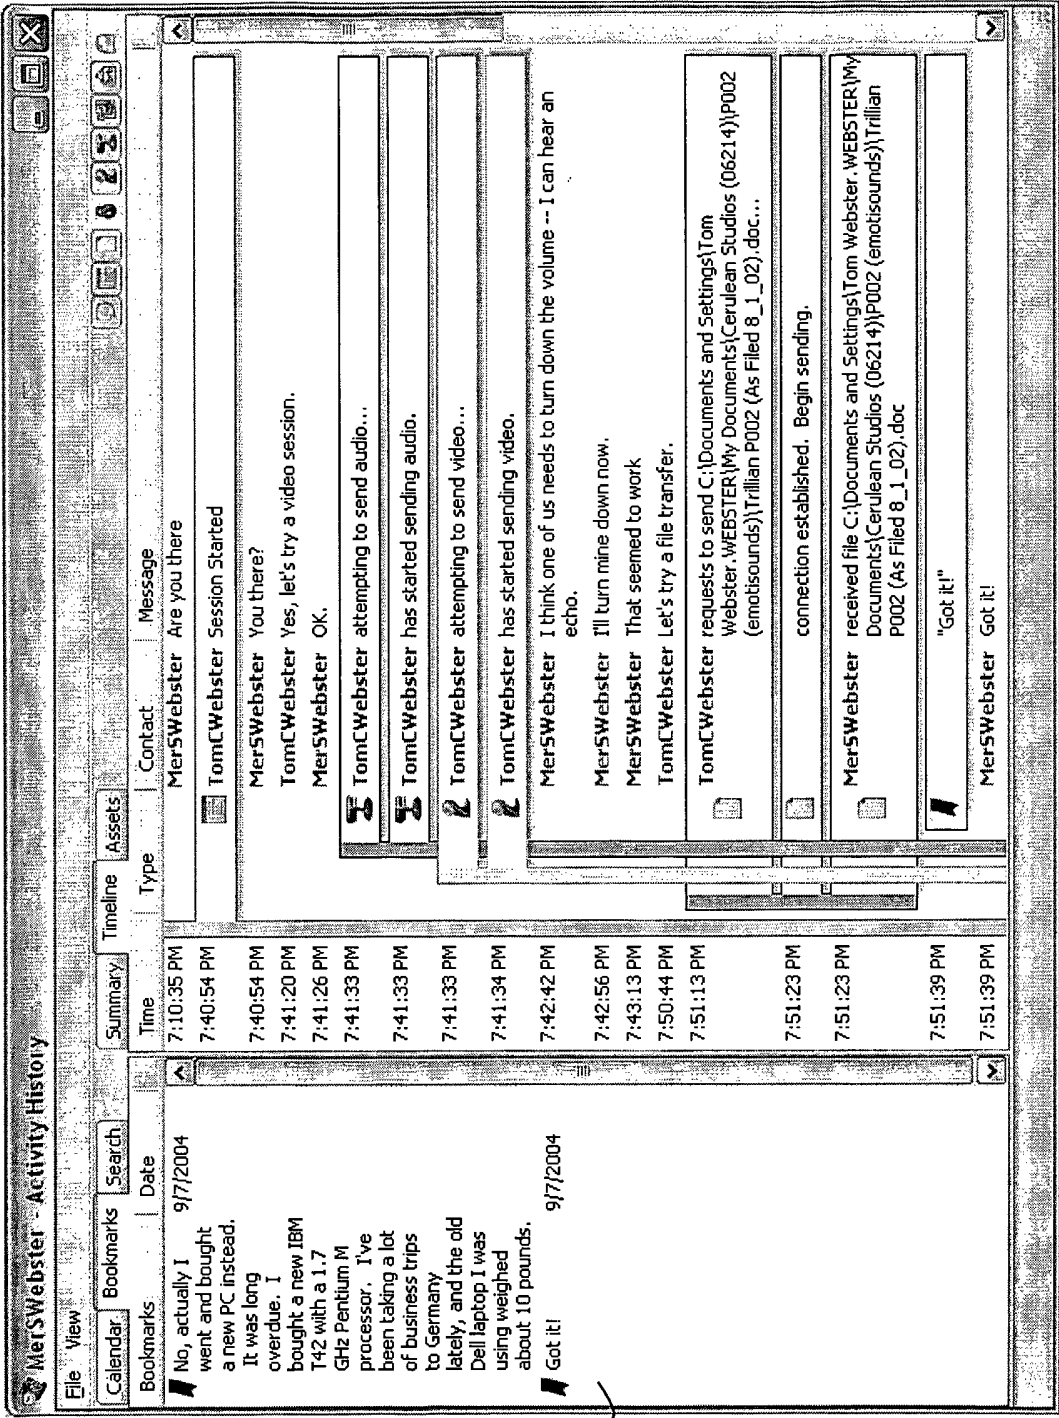 MerSWebster - Activity History
File View
Calendar Bookmarks Search
Bookmarks Date
No, actually I 9/7/2004
went and bought
a new PC instead.
It was long
overdue. I
bought a new IBM
T42 with a 1.7
GHz Pentium M
processor. I've
been taking a lot
of business trips
to Germany
lately, and the old
Dell laptop I was
using weighed
about 10 pounds.
Got it! 9/7/2004
Summary Timeline Assets
Time Type Contact Message
7:10:35 PM MerSWebster Are you there
7:40:54 PM TomCWebster Session Started
7:40:54 PM MerSWebster You there?
7:41:20 PM TomCWebster Yes, let's try a video session.
7:41:26 PM MerSWebster OK.
7:41:33 PM TomCWebster attempting to send audio...
7:41:33 PM TomCWebster has started sending audio.
7:41:33 PM TomCWebster attempting to send video...
7:41:34 PM TomCWebster has started sending video.
7:42:42 PM MerSWebster I think one of us needs to turn down the volume -- I can hear an
echo.
7:42:56 PM MerSWebster I'll turn mine down now.
7:43:13 PM MerSWebster That seemed to work
7:50:44 PM TomCWebster Let's try a file transfer.
7:51:13 PM TomCWebster requests to send C:\Documents and Settings\Tom
Webster.WEBSTER\My Documents\Cerulean Studios (06214)\P002
(emotisounds)\Trillian P002 (As Filed 8_1_02).doc...
7:51:23 PM connection established. Begin sending.
7:51:23 PM MerSWebster received file C:\Documents and Settings\Tom Webster.WEBSTER\My
Documents\Cerulean Studios (06214)\P002 (emotisounds)\Trillian
P002 (As Filed 8_1_02).doc
7:51:39 PM "Got it!"
7:51:39 PM MerSWebster Got it!